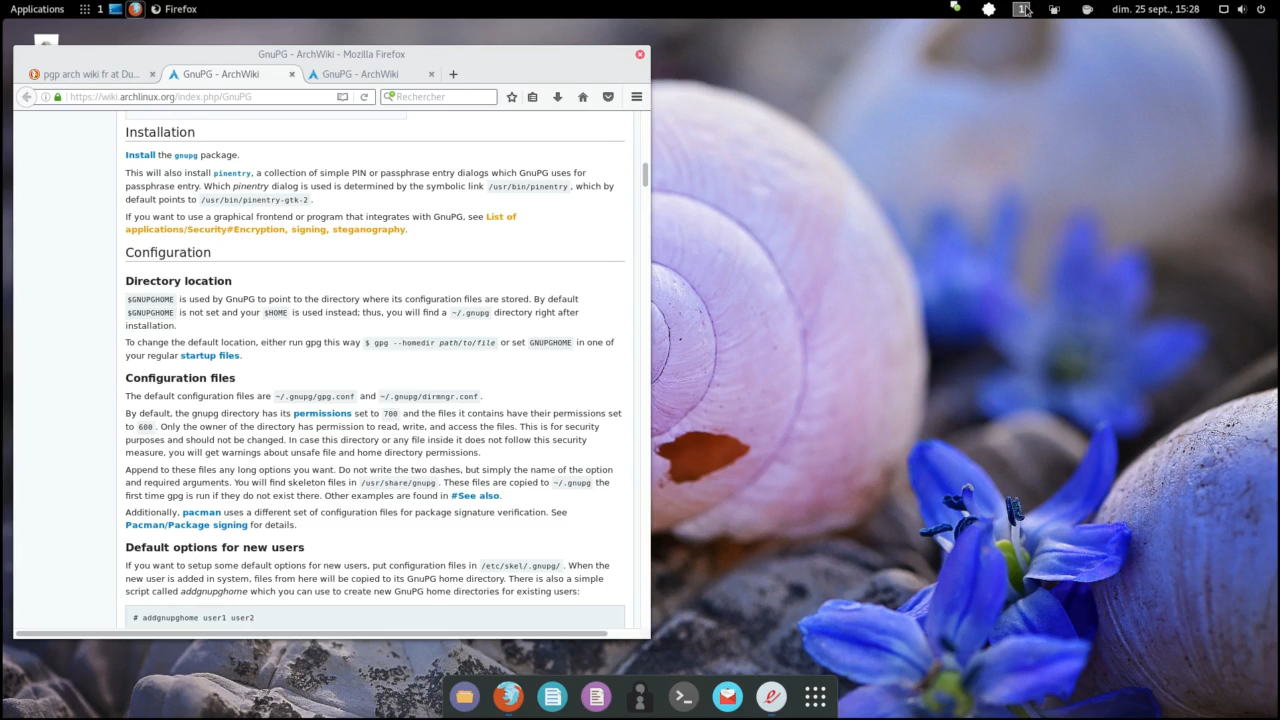 Applications 1 Firefox 1 dim. 25 sept., 15:28
GnuPG - ArchWiki - Mozilla Firefox
pgp arch wiki fr at Du... GnuPG - ArchWiki GnuPG - ArchWiki
https://wiki.archlinux.org/index.php/GnuPG Rechercher
Installation
Install the gnupg package.
This will also install pinentry, a collection of simple PIN or passphrase entry dialogs which GnuPG uses for
passphrase entry. Which pinentry dialog is used is determined by the symbolic link /usr/bin/pinentry, which by
default points to /usr/bin/pinentry-gtk-2.
If you want to use a graphical frontend or program that integrates with GnuPG, see List of
applications/Security#Encryption, signing, steganography.
Configuration
Directory location
$GNUPGHOME is used by GnuPG to point to the directory where its configuration files are stored. By default
$GNUPGHOME is not set and your $HOME is used instead; thus, you will find a ~/.gnupg directory right after
installation.
To change the default location, either run gpg this way $ gpg --homedir path/to/file or set GNUPGHOME in one of
your regular startup files.
Configuration files
The default configuration files are ~/.gnupg/gpg.conf and ~/.gnupg/dirmngr.conf.
By default, the gnupg directory has its permissions set to 700 and the files it contains have their permissions set
to 600. Only the owner of the directory has permission to read, write, and access the files. This is for security
purposes and should not be changed. In case this directory or any file inside it does not follow this security
measure, you will get warnings about unsafe file and home directory permissions.
Append to these files any long options you want. Do not write the two dashes, but simply the name of the option
and required arguments. You will find skeleton files in /usr/share/gnupg. These files are copied to ~/.gnupg the
first time gpg is run if they do not exist there. Other examples are found in #See also.
Additionally, pacman uses a different set of configuration files for package signature verification. See
Pacman/Package signing for details.
Default options for new users
If you want to setup some default options for new users, put configuration files in /etc/skel/.gnupg/. When the
new user is added in system, files from here will be copied to its GnuPG home directory. There is also a simple
script called addgnupghome which you can use to create new GnuPG home directories for existing users:
# addgnupghome user1 user2